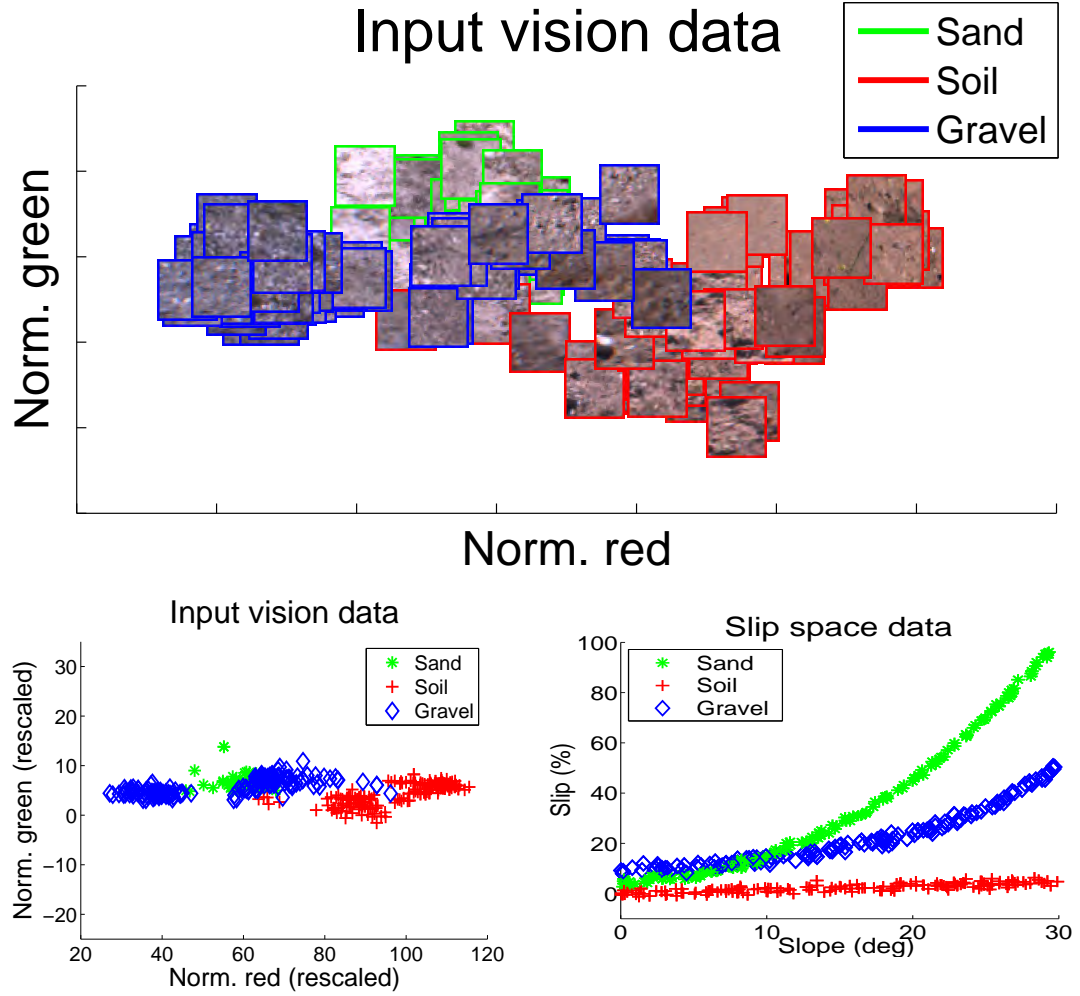 Input vision data
Sand
Soil
Gravel
Norm. green
Norm. red
Input vision data
Sand
Soil
Gravel
30
20
10
0
−10
−20
Norm. green (rescaled)
20
40
60
80
100
120
Norm. red (rescaled)
Slip space data
Sand
Soil
Gravel
100
80
60
40
20
0
Slip (%)
0
10
20
30
Slope (deg)